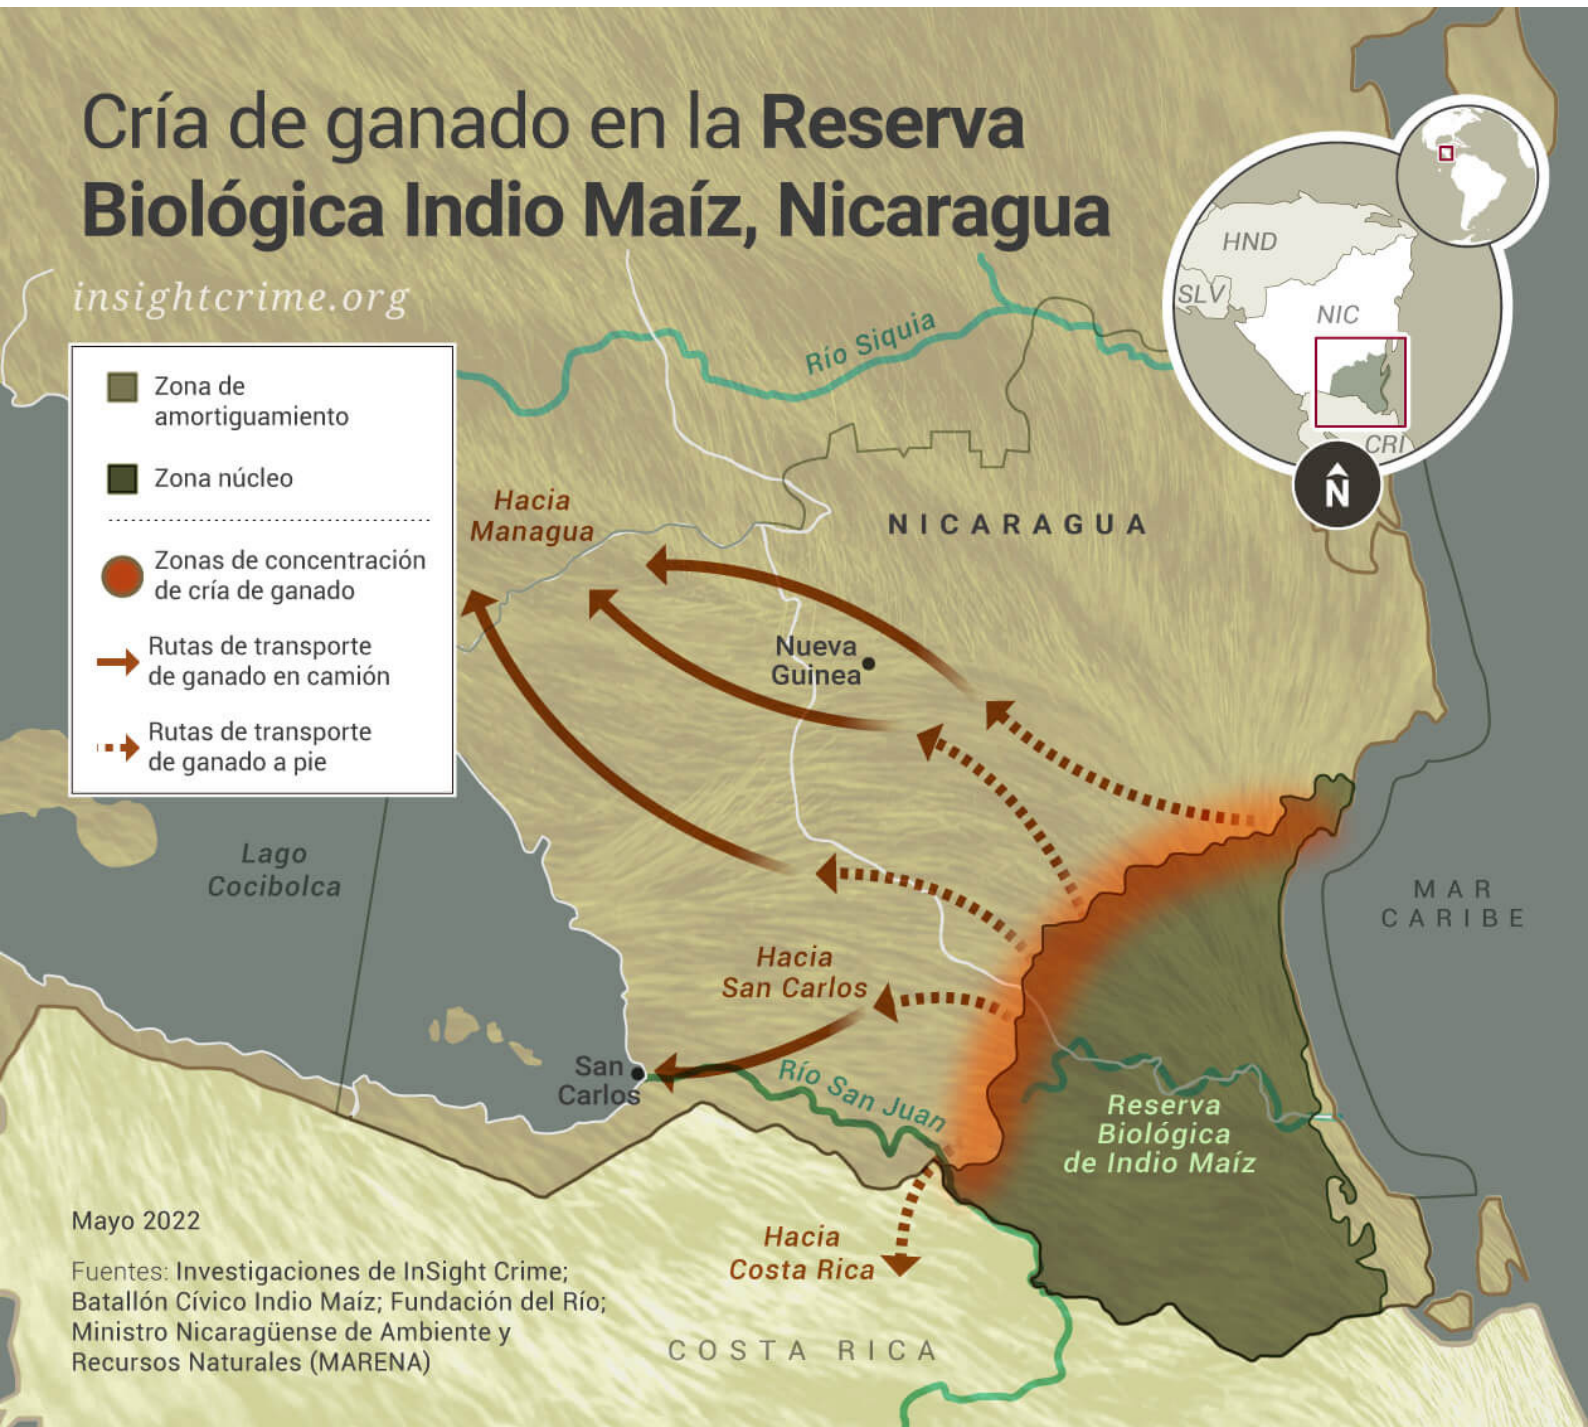 Cría de ganado en la Reserva
Biológica Indio Maíz, Nicaragua
insightcrime.org
HND
SLV
NIC
CRI
N
Zona de
amortiguamiento
Zona núcleo
Zonas de concentración
de cría de ganado
Rutas de transporte
de ganado en camión
Rutas de transporte
de ganado a pie
Río Siquia
Hacia
Managua
NICARAGUA
Nueva
Guinea
Lago
Cocibolca
MAR
CARIBE
Hacia
San Carlos
San
Carlos
Río San Juan
Reserva
Biológica
de Indio Maíz
Hacia
Costa Rica
COSTA RICA
Mayo 2022
Fuentes: Investigaciones de InSight Crime;
Batallón Cívico Indio Maíz; Fundación del Río;
Ministro Nicaragüense de Ambiente y
Recursos Naturales (MARENA)